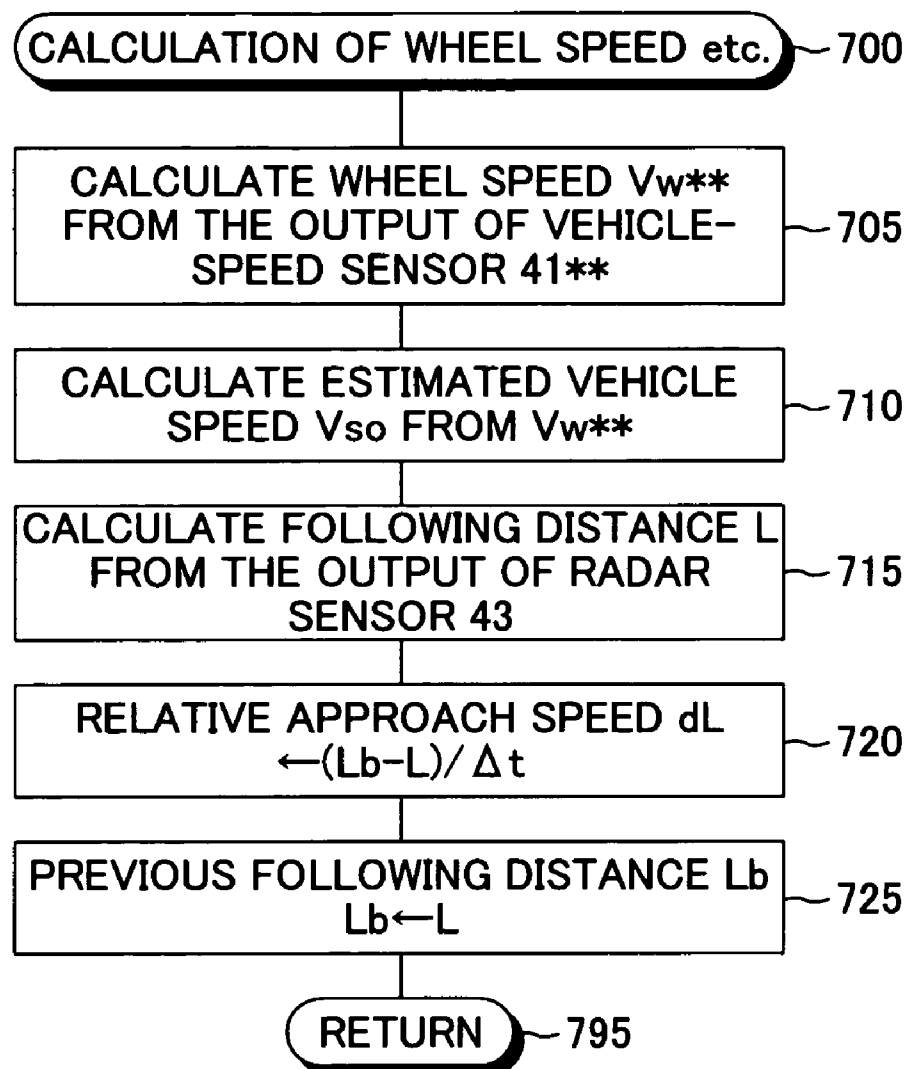 CALCULATION OF WHEEL SPEED etc.
700
CALCULATE WHEEL SPEED Vw**
FROM THE OUTPUT OF VEHICLE-
SPEED SENSOR 41**
705
CALCULATE ESTIMATED VEHICLE
SPEED Vso FROM Vw**
710
CALCULATE FOLLOWING DISTANCE L
FROM THE OUTPUT OF RADAR
SENSOR 43
715
RELATIVE APPROACH SPEED dL
←(Lb-L)/Δt
720
PREVIOUS FOLLOWING DISTANCE Lb
Lb←L
725
RETURN
795